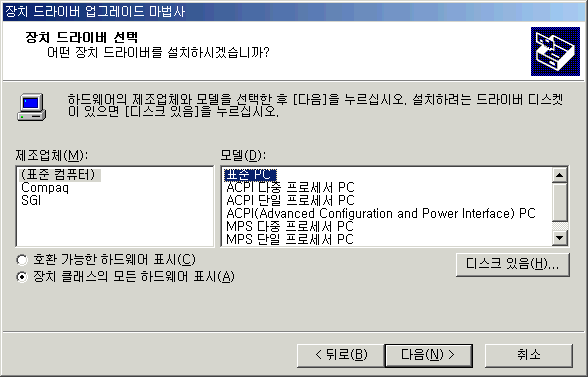 장치 드라이버 업그레이드 마법사
장치 드라이버 선택
어떤 장치 드라이버를 설치하시겠습니까?
하드웨어의 제조업체와 모델을 선택한 후 [다음]을 누르십시오. 설치하려는 드라이버 디스켓
이 있으면 [디스크 있음]을 누르십시오.
제조업체(M):
모델(D):
(표준 컴퓨터)
Compaq
SGI
표준 PC
ACPI 다중 프로세서 PC
ACPI 단일 프로세서 PC
ACPI(Advanced Configuration and Power Interface) PC
MPS 다중 프로세서 PC
MPS 단일 프로세서 PC
호환 가능한 하드웨어 표시(C)
장치 클래스의 모든 하드웨어 표시(A)
디스크 있음(H)...
< 뒤로(B)
다음(N) >
취소